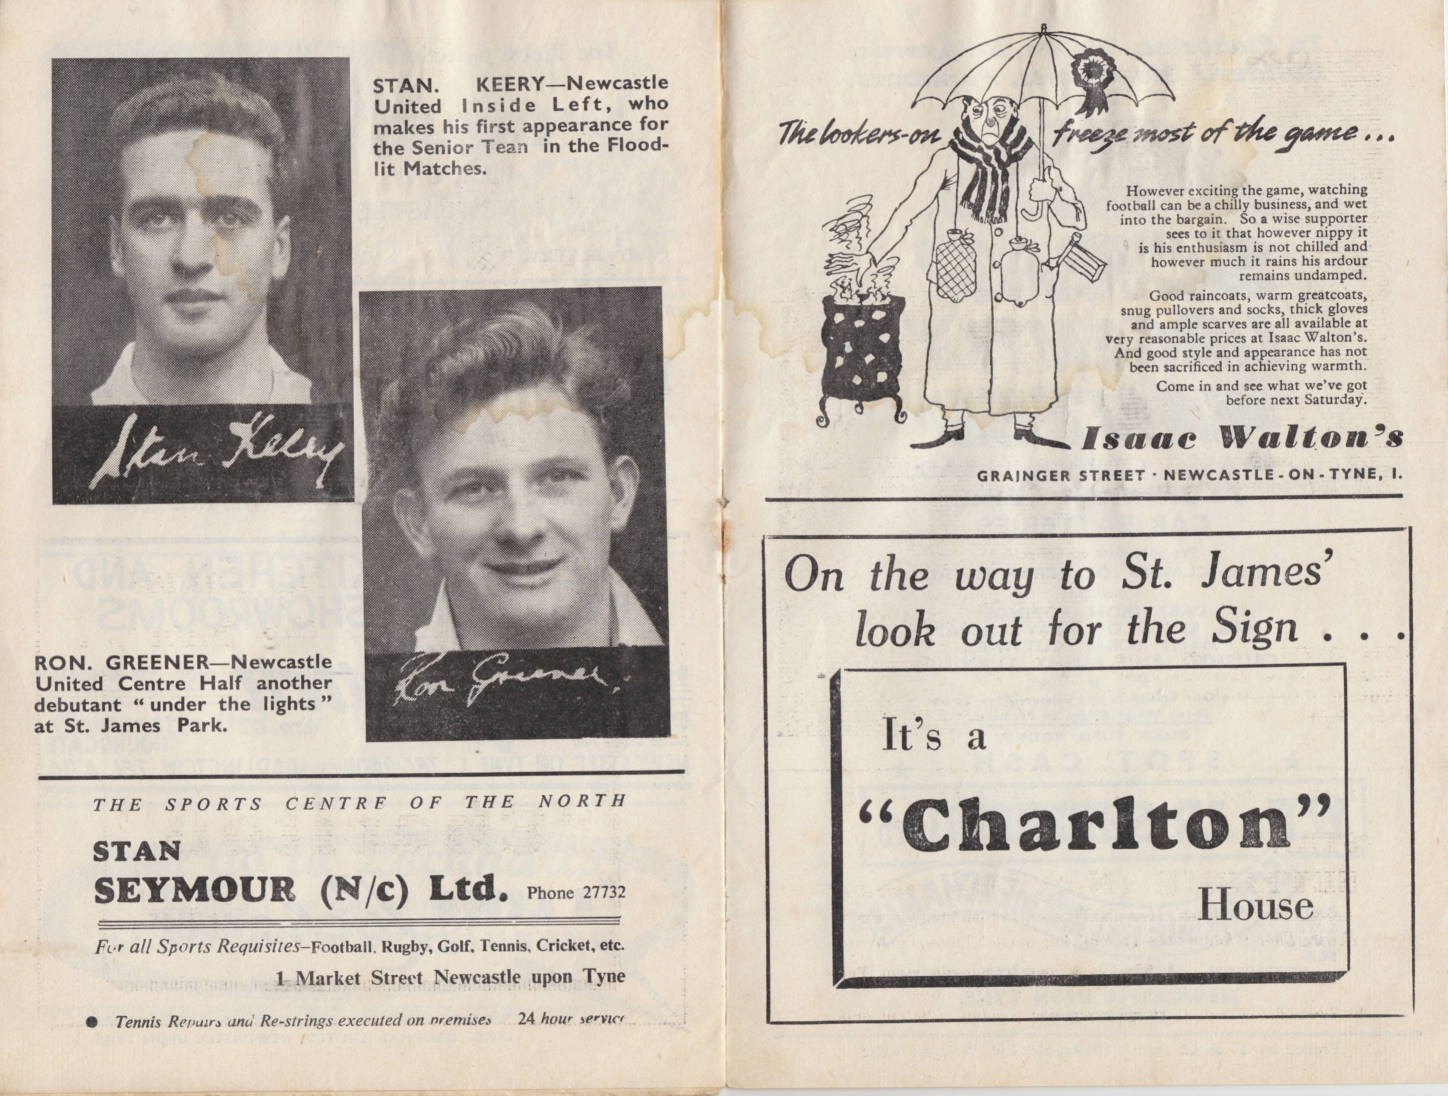 STAN. KEERY—Newcastle
United Inside Left, who
makes his first appearance for
the Senior Team in the Flood-
lit Matches.
Stan Keery
Ron Greener.
RON. GREENER—Newcastle
United Centre Half another
debutant “under the lights”
at St. James Park.
THE SPORTS CENTRE OF THE NORTH
STAN
SEYMOUR (N/c) Ltd. Phone 27732
For all Sports Requisites—Football, Rugby, Golf, Tennis, Cricket, etc.
1 Market Street Newcastle upon Tyne
● Tennis Repairs and Re-strings executed on premises 24 hour service
The lookers-on freeze most of the game...
However exciting the game, watching
football can be a chilly business, and wet
into the bargain. So a wise supporter
sees to it that however nippy it
is his enthusiasm is not chilled and
however much it rains his ardour
remains undamped.
Good raincoats, warm greatcoats,
snug pullovers and socks, thick gloves
and ample scarves are all available at
very reasonable prices at Isaac Walton's.
And good style and appearance has not
been sacrificed in achieving warmth.
Come in and see what we've got
before next Saturday.
Isaac Walton's
GRAINGER STREET · NEWCASTLE-ON-TYNE, 1.
On the way to St. James'
look out for the Sign . . .
It's a
“Charlton”
House